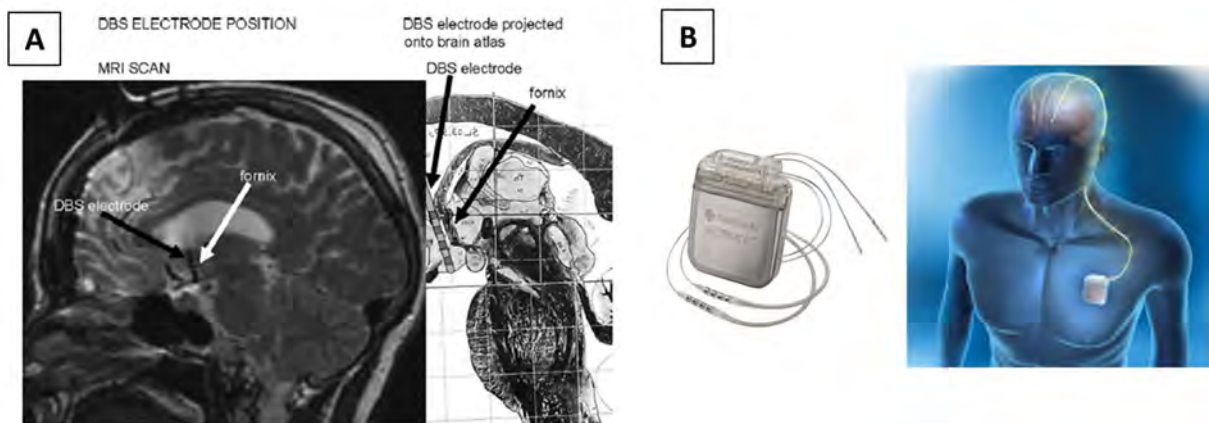 A
DBS ELECTRODE POSITION
MRI SCAN
DBS electrode
fornix
DBS electrode projected
onto brain atlas
DBS electrode
fornix
B